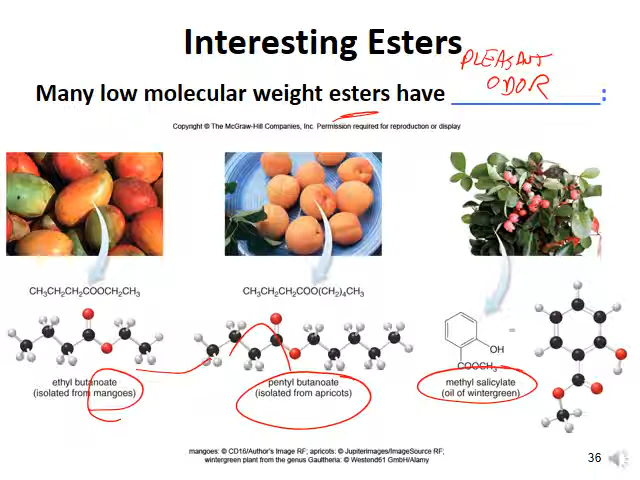 Interesting Esters
PLEASANT
ODOR
Many low molecular weight esters have ____________:
Copyright © The McGraw-Hill Companies, Inc. Permission required for reproduction or display
CH₃CH₂CH₂COOCH₂CH₃
CH₃CH₂CH₂COO(CH₂)₄CH₃
OH
COOCH₃
=
ethyl butanoate
(isolated from mangoes)
pentyl butanoate
(isolated from apricots)
methyl salicylate
(oil of wintergreen)
mangoes: © CD16/Author's Image RF; apricots: © Jupiterimages/ImageSource RF;
wintergreen plant from the genus Gaultheria: © Westend61 GmbH/Alamy
36